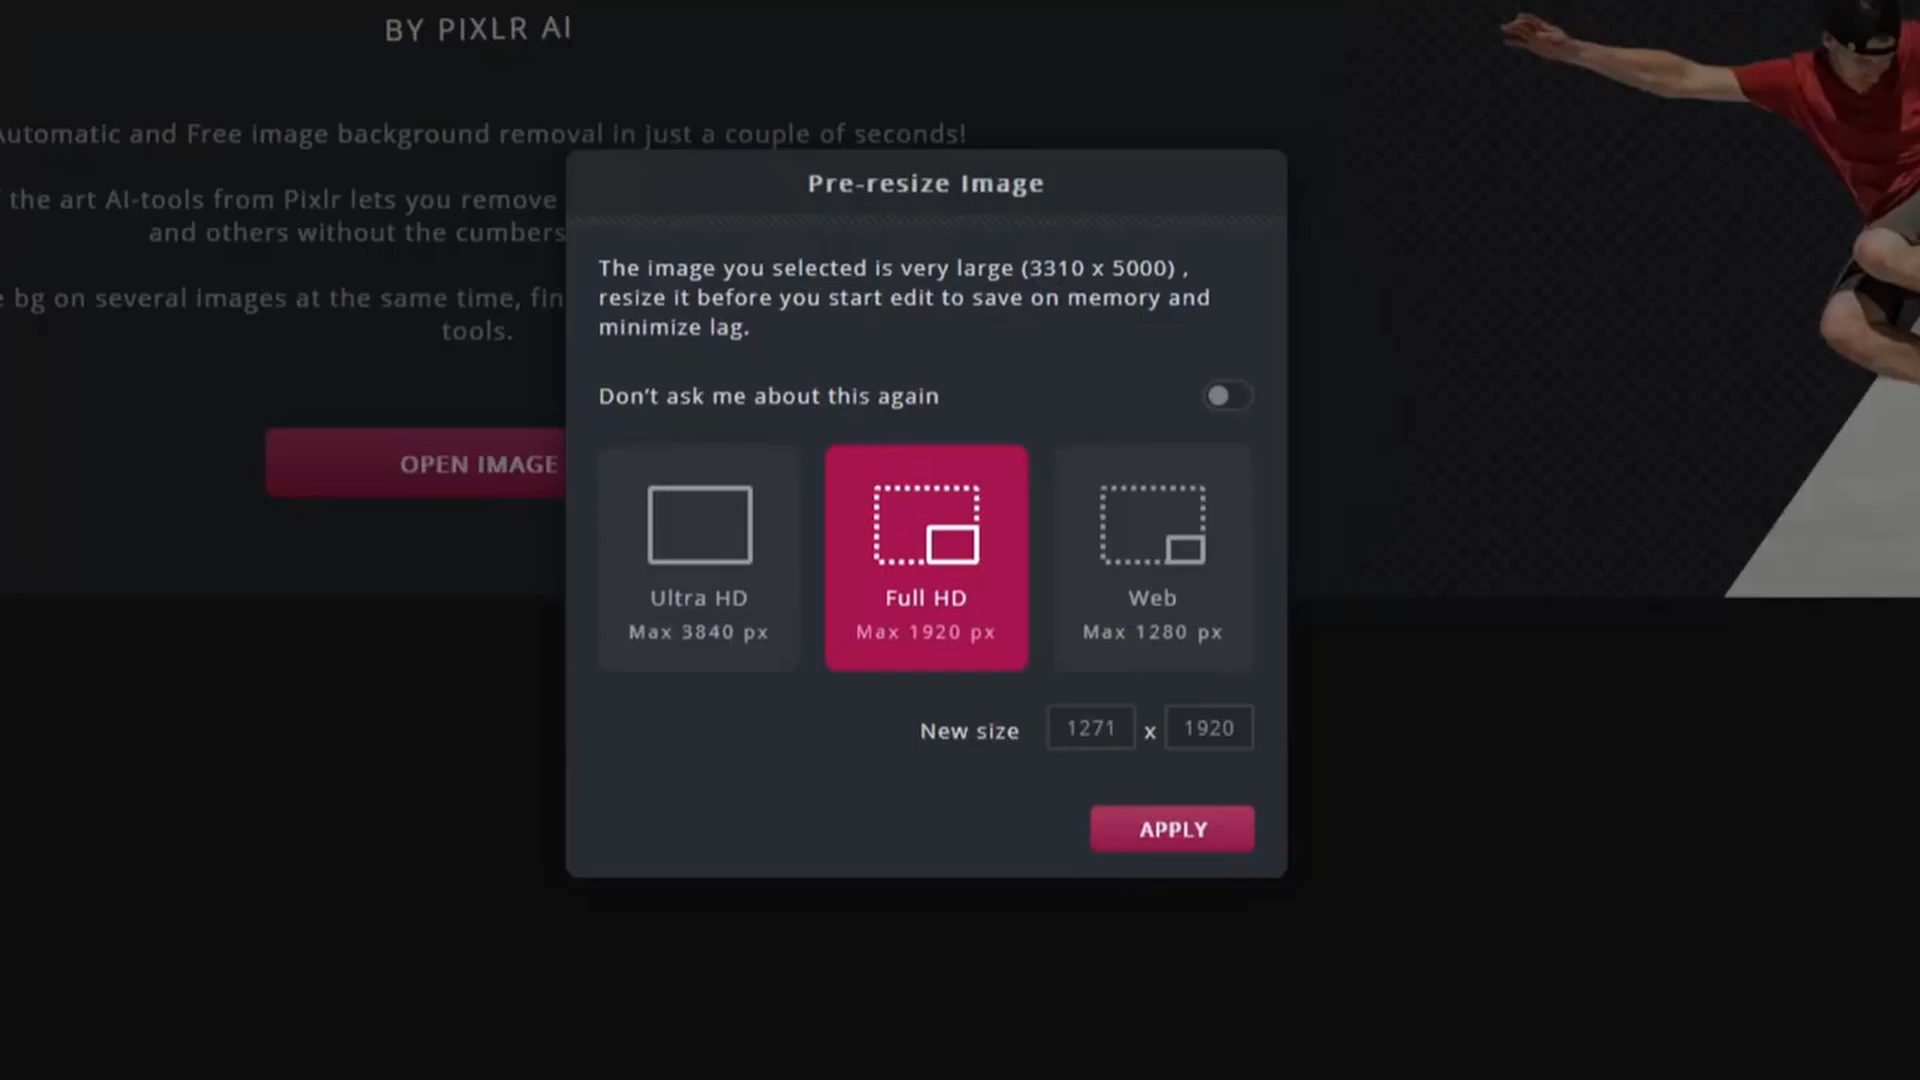 BY PIXLR AI
Automatic and Free image background removal in just a couple of seconds!
the art AI-tools from Pixlr lets you remove
and others without the cumbers
bg on several images at the same time, fin
tools.
OPEN IMAGE
Pre-resize Image
The image you selected is very large (3310 x 5000) ,
resize it before you start edit to save on memory and
minimize lag.
Don't ask me about this again
Ultra HD
Max 3840 px
Full HD
Max 1920 px
Web
Max 1280 px
New size 1271 x 1920
APPLY